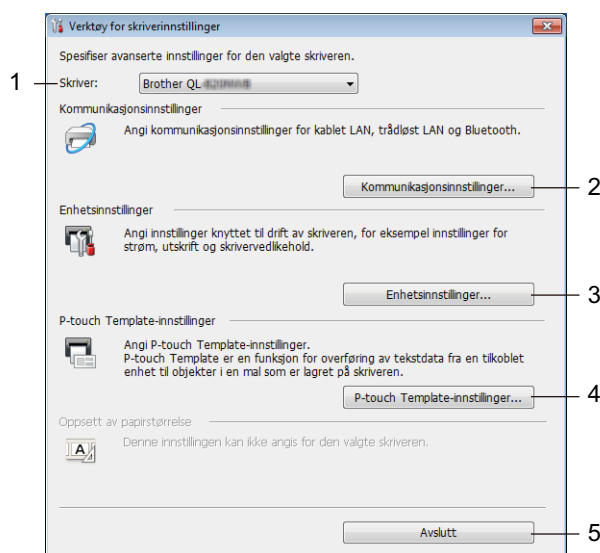 Verktøy for skriverinnstillinger
Spesifiser avanserte innstillinger for den valgte skriveren.
1 Skriver: Brother QL
Kommunikasjonsinnstillinger
Angi kommunikasjonsinnstillinger for kablet LAN, trådløst LAN og Bluetooth.
Kommunikasjonsinnstillinger... 2
Enhetsinnstillinger
Angi innstillinger knyttet til drift av skriveren, for eksempel innstillinger for
strøm, utskrift og skrivervedlikehold.
Enhetsinnstillinger... 3
P-touch Template-innstillinger
Angi P-touch Template-innstillinger.
P-touch Template er en funksjon for overføring av tekstdata fra en tilkoblet
enhet til objekter i en mal som er lagret på skriveren.
P-touch Template-innstillinger... 4
Oppsett av papirstørrelse
A Denne innstillingen kan ikke angis for den valgte skriveren.
Avslutt 5